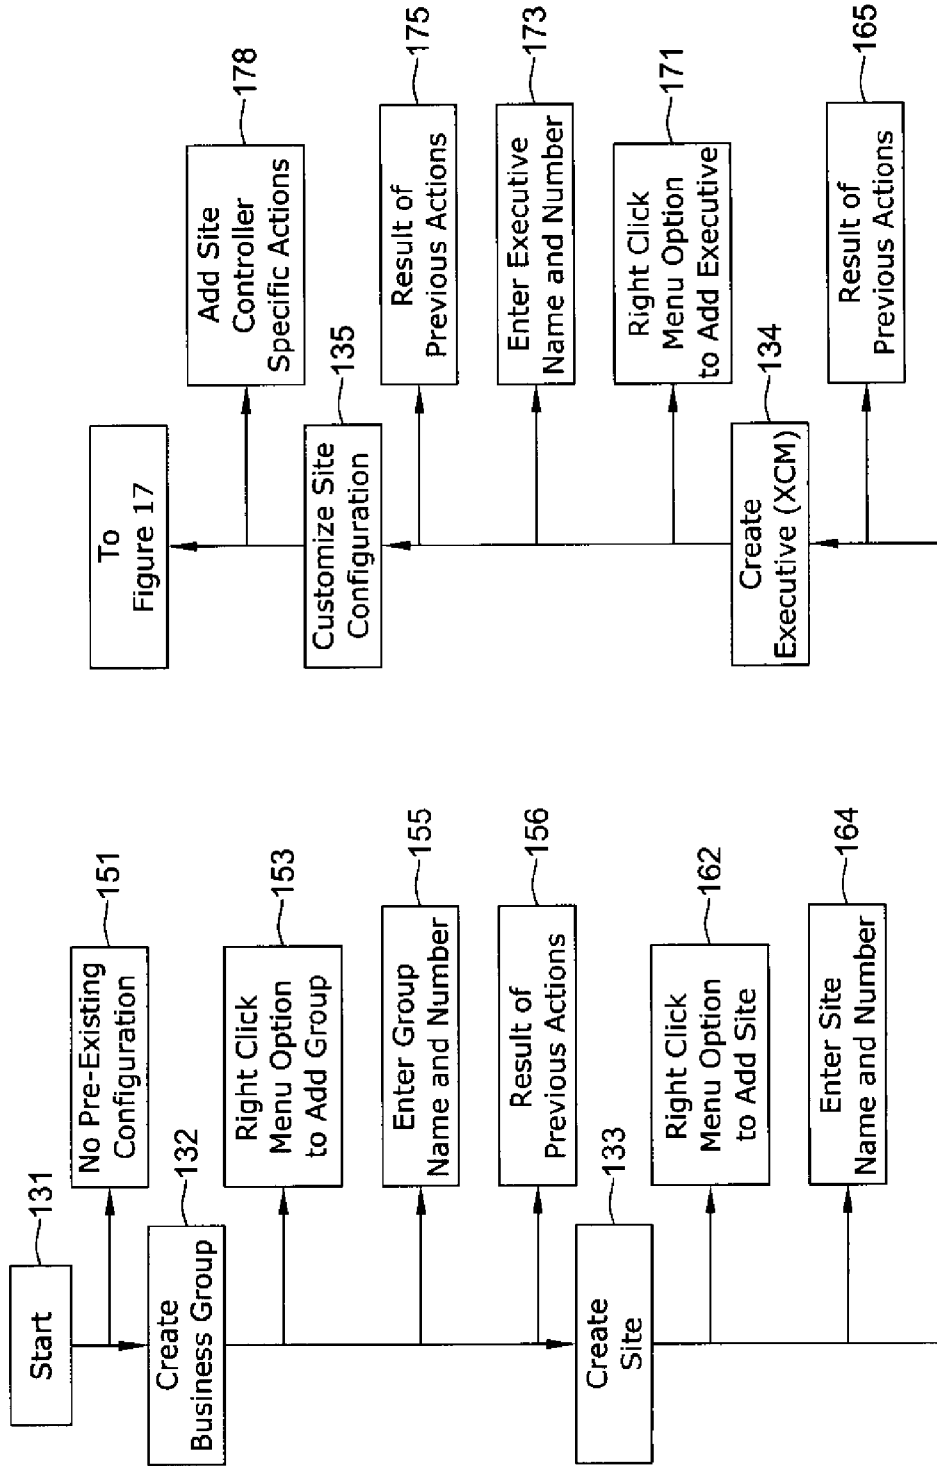 Start
131
No Pre-Existing
Configuration
151
Create
Business Group
132
Right Click
Menu Option
to Add Group
153
Enter Group
Name and Number
155
Result of
Previous Actions
156
Create
Site
133
Right Click
Menu Option
to Add Site
162
Enter Site
Name and Number
164
Result of
Previous Actions
165
Create
Executive (XCM)
134
Right Click
Menu Option
to Add Executive
171
Enter Executive
Name and Number
173
Result of
Previous Actions
175
Customize Site
Configuration
135
Add Site
Controller
Specific Actions
178
To
Figure 17